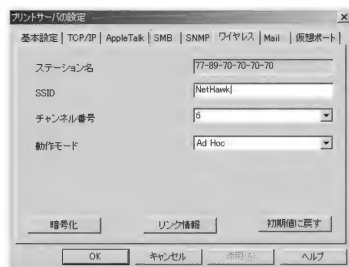 プリントサーバの設定
基本設定 TCP/IP AppleTalk SMB SNMP ワイヤレス Mail 仮想ポート
ステーション名 77-89-70-70-70-70
SSID NetHawk
チャンネル番号 6
動作モード Ad Hoc
暗号化 リンク情報 初期値に戻す
OK キャンセル 適用(A) ヘルプ